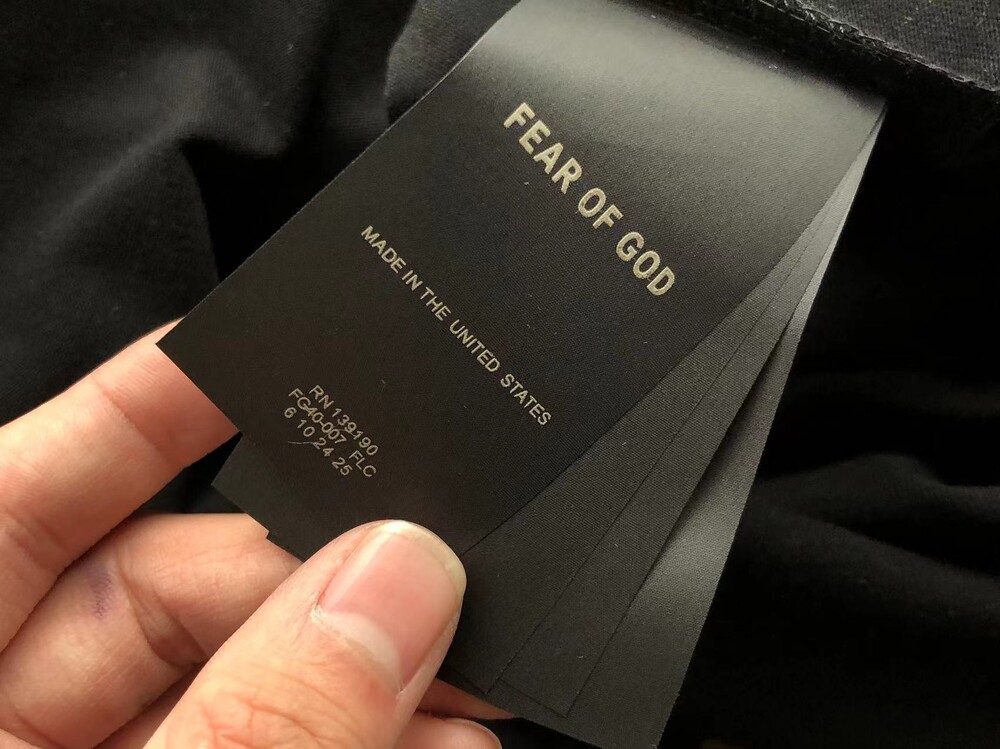 FEAR OF GOD
MADE IN THE UNITED STATES
RN 139190
FG40-007 FLC
6 10 24 25